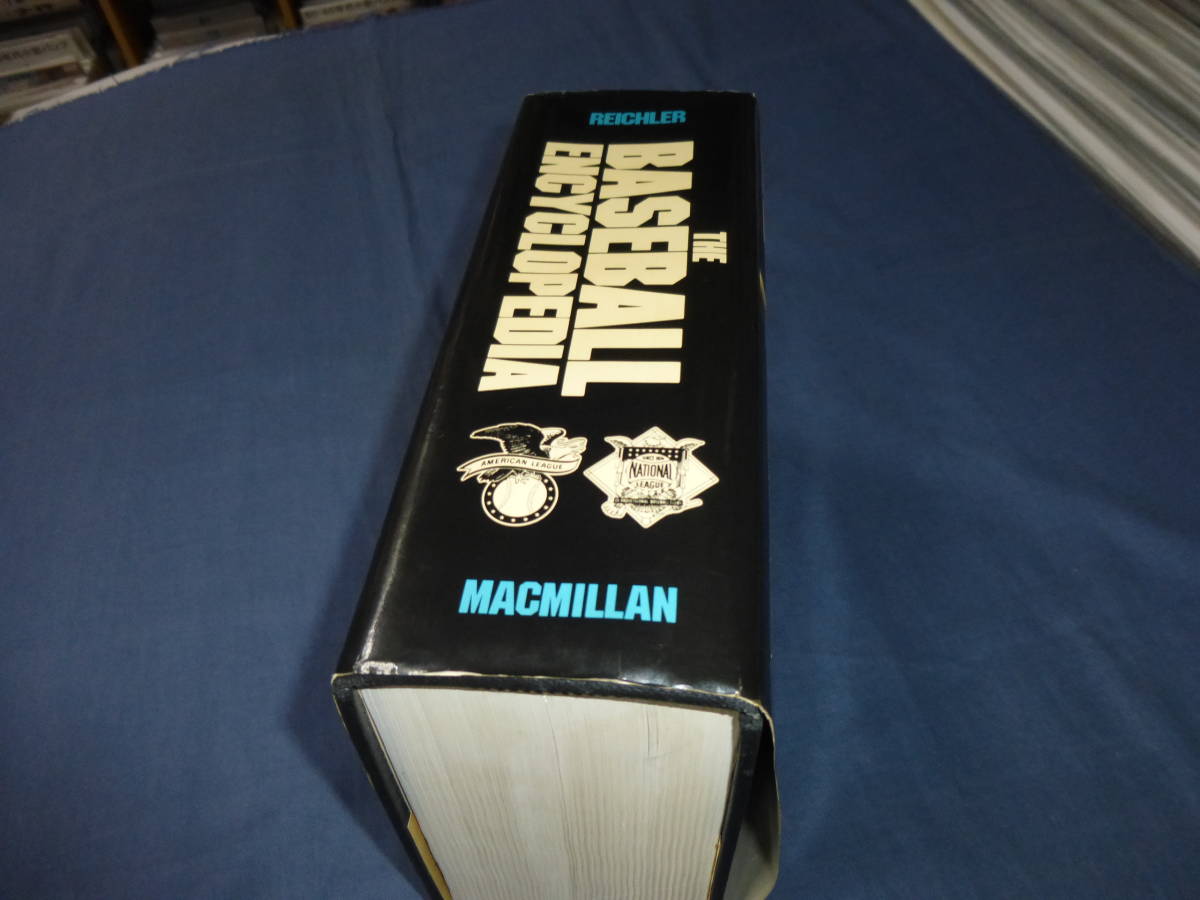 REICHLER
THE
BASEBALL
ENCYCLOPEDIA
NATIONAL
LEAGUE
AMERICAN LEAGUE
MACMILLAN